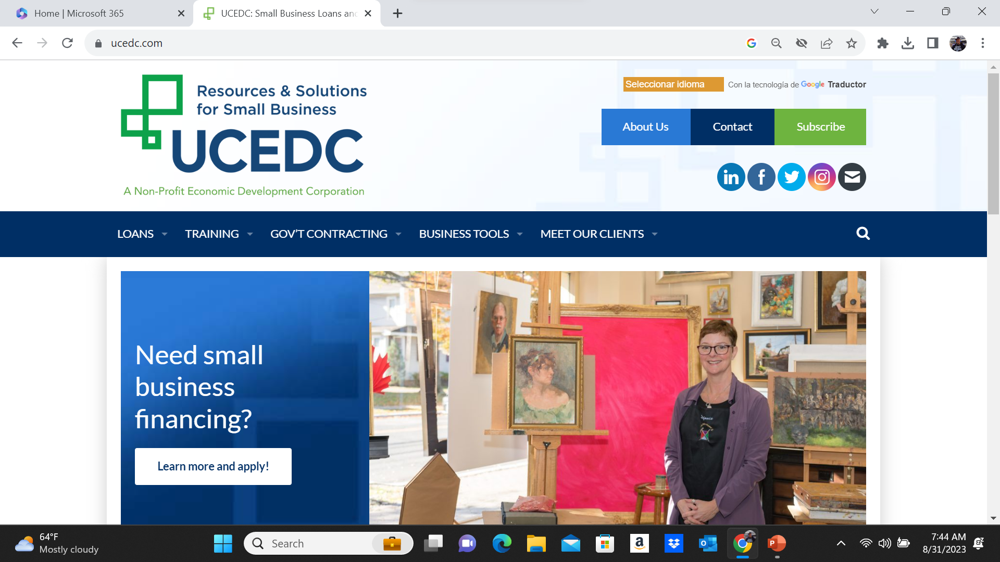 Home | Microsoft 365
UCEDC: Small Business Loans and
ucedc.com
Resources & Solutions
for Small Business
UCEDC
A Non-Profit Economic Development Corporation
Seleccionar idioma
Con la tecnología de Google Traductor
About Us
Contact
Subscribe
LOANS
TRAINING
GOV'T CONTRACTING
BUSINESS TOOLS
MEET OUR CLIENTS
Need small
business
financing?
Learn more and apply!
64°F
Mostly cloudy
Search
7:44 AM
8/31/2023